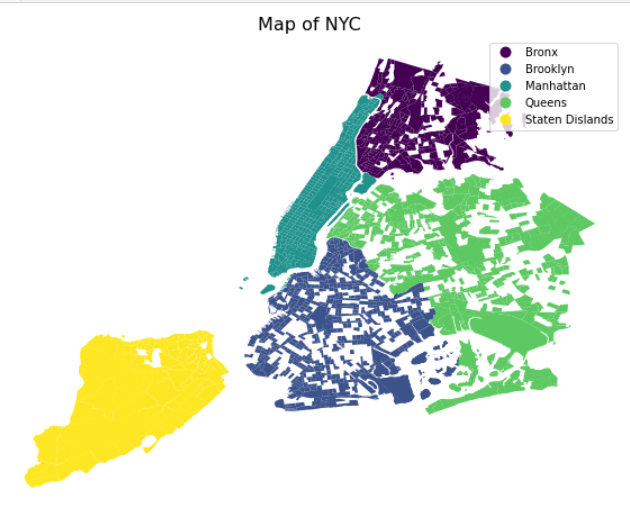 Map of NYC
Bronx
Brooklyn
Manhattan
Queens
Staten Dislands